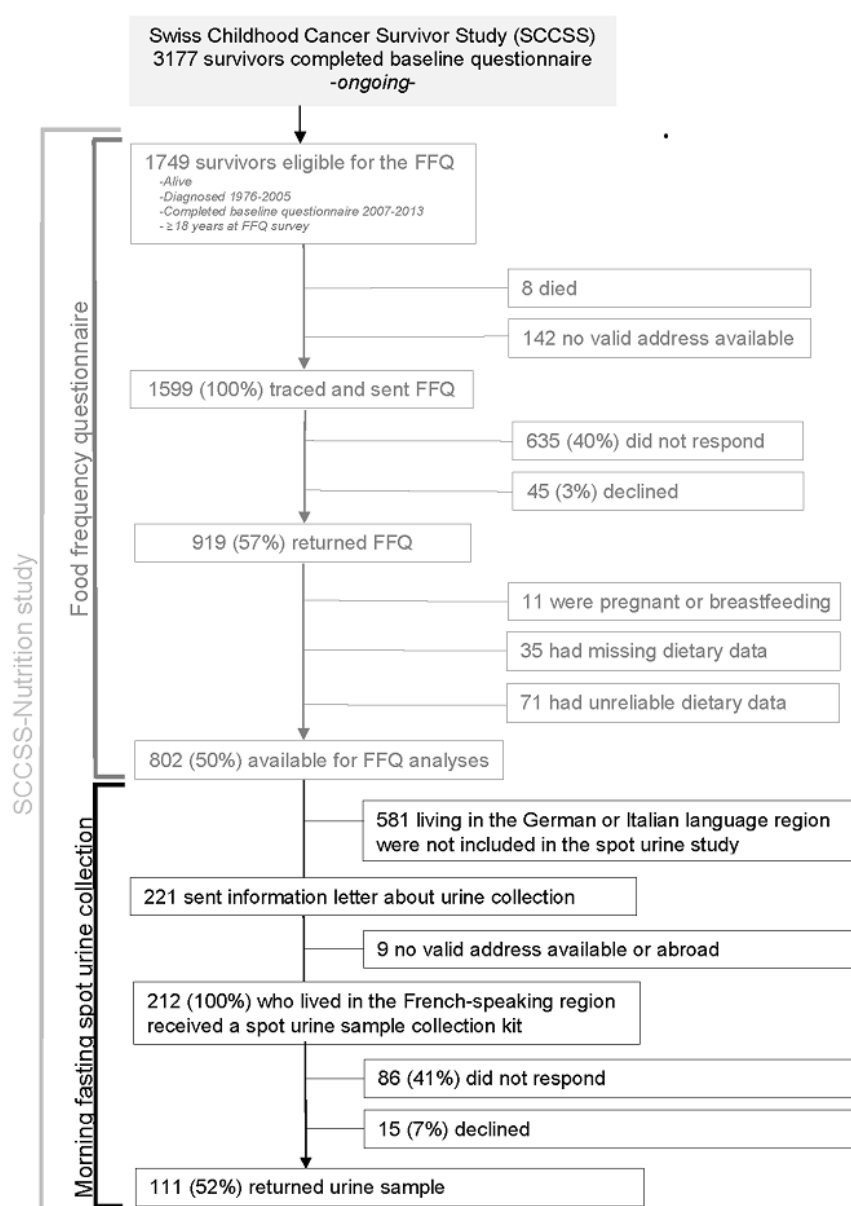 Swiss Childhood Cancer Survivor Study (SCCSS)
3177 survivors completed baseline questionnaire
-ongoing-
1749 survivors eligible for the FFQ
-Alive
-Diagnosed 1976-2005
-Completed baseline questionnaire 2007-2013
- ≥18 years at FFQ survey
8 died
142 no valid address available
1599 (100%) traced and sent FFQ
635 (40%) did not respond
45 (3%) declined
919 (57%) returned FFQ
11 were pregnant or breastfeeding
35 had missing dietary data
71 had unreliable dietary data
802 (50%) available for FFQ analyses
581 living in the German or Italian language region
were not included in the spot urine study
221 sent information letter about urine collection
9 no valid address available or abroad
212 (100%) who lived in the French-speaking region
received a spot urine sample collection kit
86 (41%) did not respond
15 (7%) declined
111 (52%) returned urine sample
SCCSS-Nutrition study
Food frequency questionnaire
Morning fasting spot urine collection